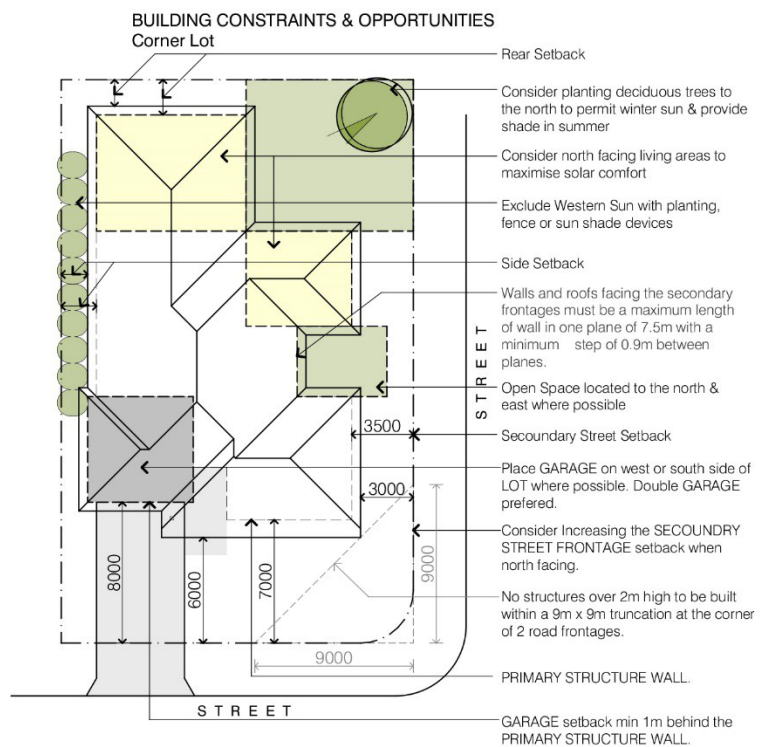 BUILDING CONSTRAINTS & OPPORTUNITIES
Corner Lot
Rear Setback
Consider planting deciduous trees to
the north to permit winter sun & provide
shade in summer
Consider north facing living areas to
maximise solar comfort
Exclude Western Sun with planting,
fence or sun shade devices
Side Setback
Walls and roofs facing the secondary
frontages must be a maximum length
of wall in one plane of 7.5m with a
minimum step of 0.9m between
planes.
STREET
Open Space located to the north &
east where possible
3500
Secoundary Street Setback
Place GARAGE on west or south side of
LOT where possible. Double GARAGE
prefered.
3000
Consider Increasing the SECOUNDRY
STREET FRONTAGE setback when
north facing.
8000
6000
7000
9000
No structures over 2m high to be built
within a 9m x 9m truncation at the corner
of 2 road frontages.
9000
PRIMARY STRUCTURE WALL.
STREET
GARAGE setback min 1m behind the
PRIMARY STRUCTURE WALL.